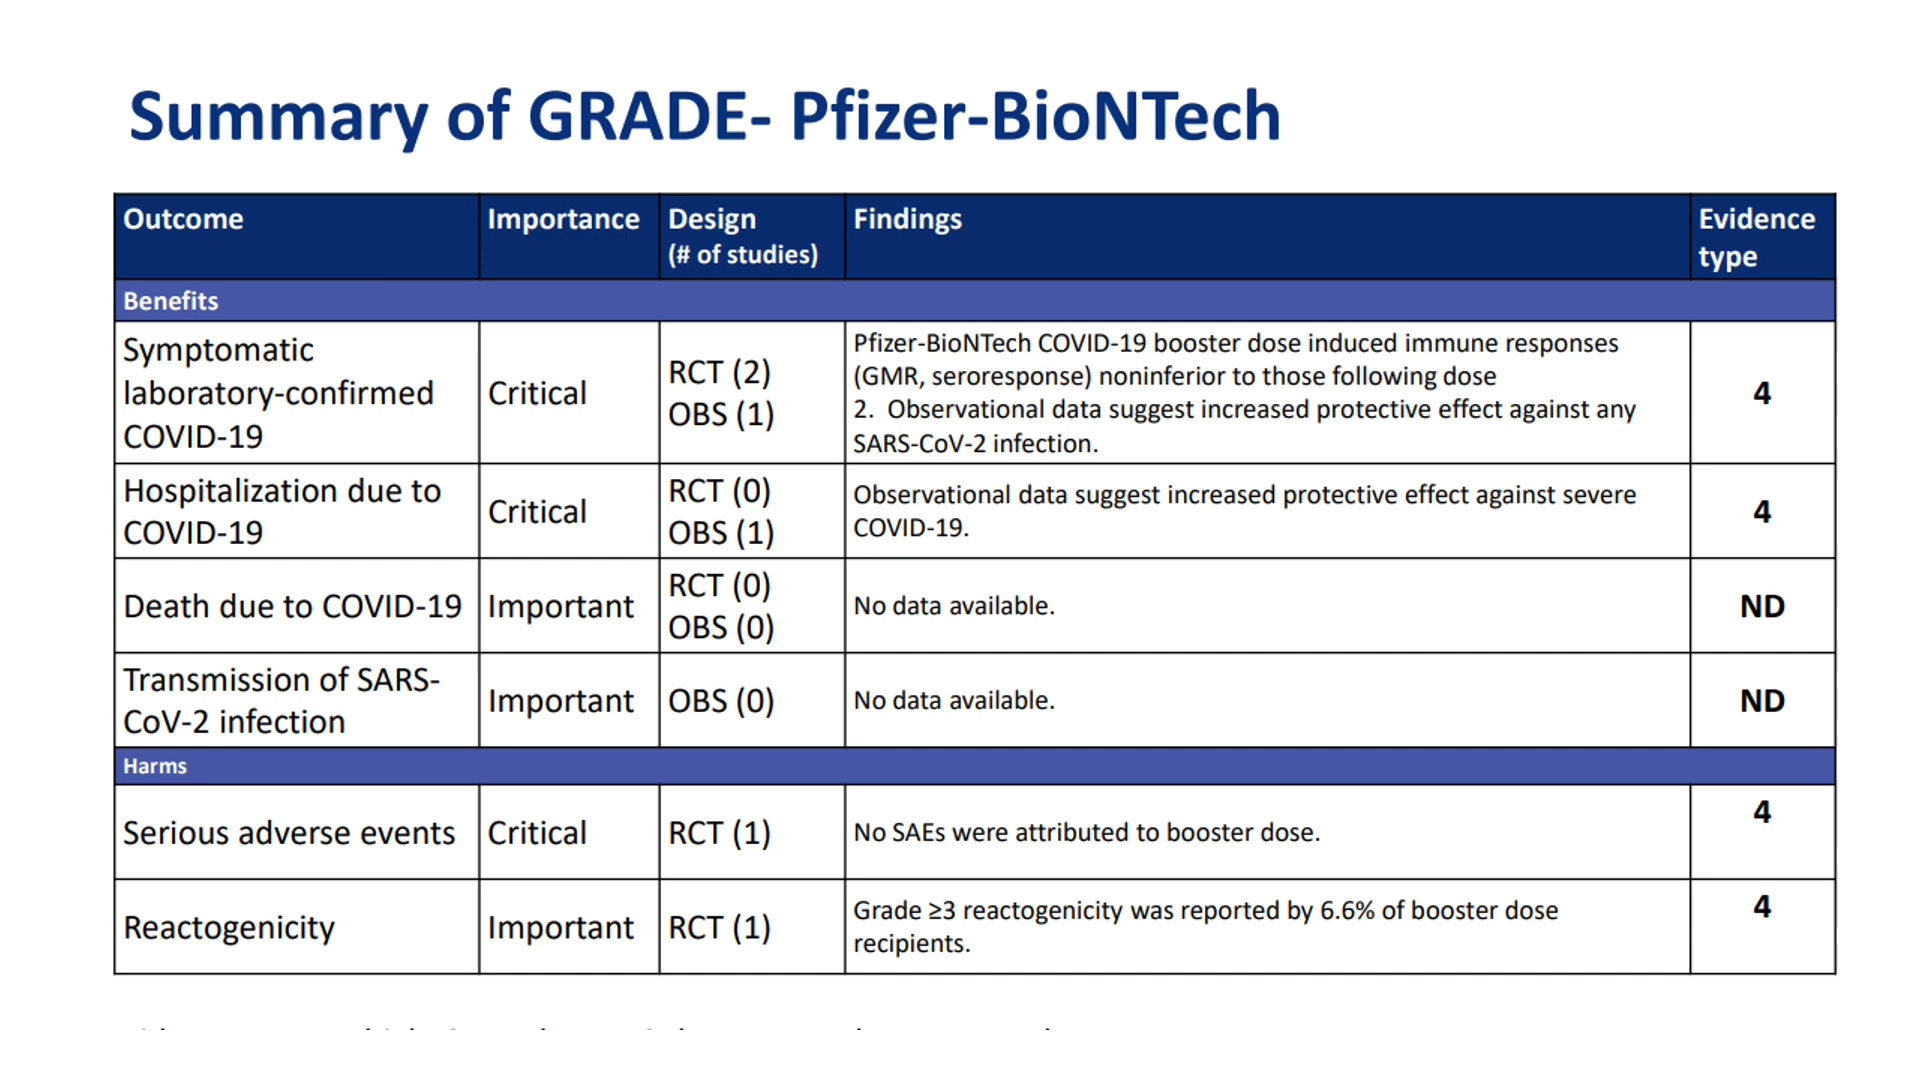 Summary of GRADE- Pfizer-BioNTech
Outcome
Importance
Design
(# of studies)
Findings
Evidence
type
Benefits
Symptomatic
laboratory-confirmed
COVID-19
Critical
RCT (2)
OBS (1)
Pfizer-BioNTech COVID-19 booster dose induced immune responses
(GMR, seroresponse) noninferior to those following dose
2.  Observational data suggest increased protective effect against any
SARS-CoV-2 infection.
4
Hospitalization due to
COVID-19
Critical
RCT (0)
OBS (1)
Observational data suggest increased protective effect against severe
COVID-19.
4
Death due to COVID-19
Important
RCT (0)
OBS (0)
No data available.
ND
Transmission of SARS-
CoV-2 infection
Important
OBS (0)
No data available.
ND
Harms
Serious adverse events
Critical
RCT (1)
No SAEs were attributed to booster dose.
4
Reactogenicity
Important
RCT (1)
Grade ≥3 reactogenicity was reported by 6.6% of booster dose
recipients.
4